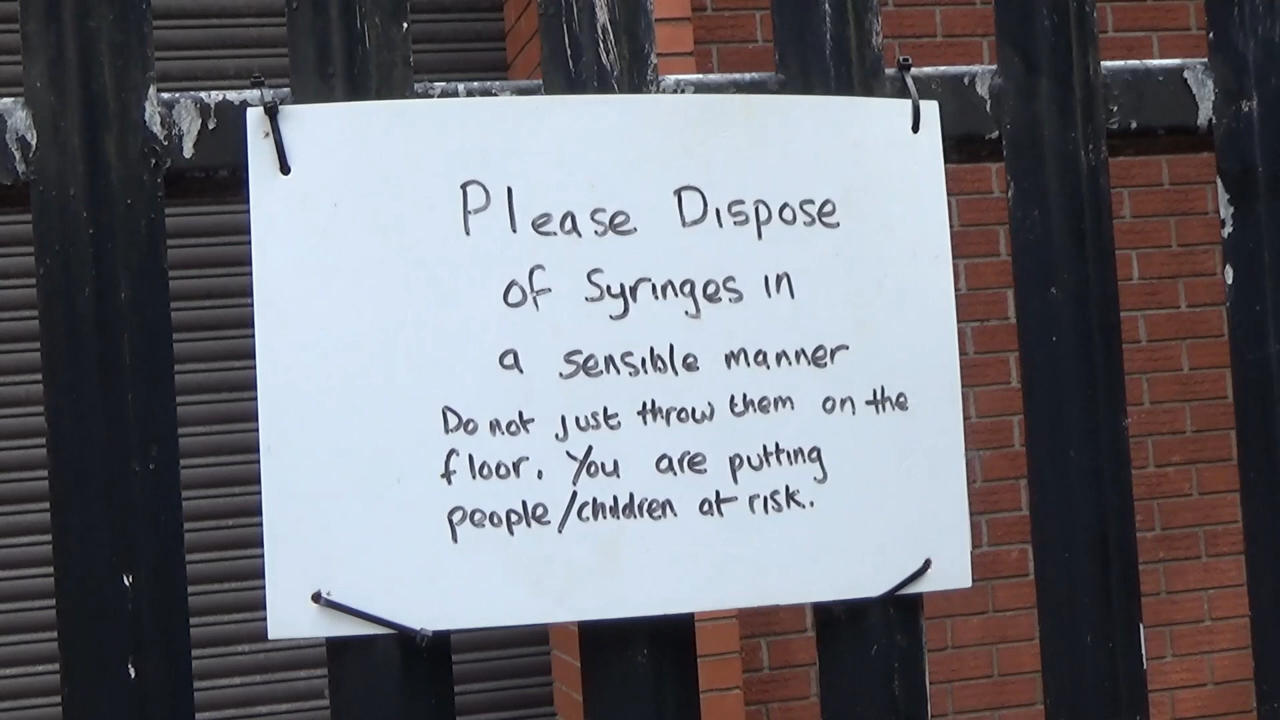 Please Dispose
of Syringes in
a sensible manner
Do not just throw them on the
floor. You are putting
people/children at risk.